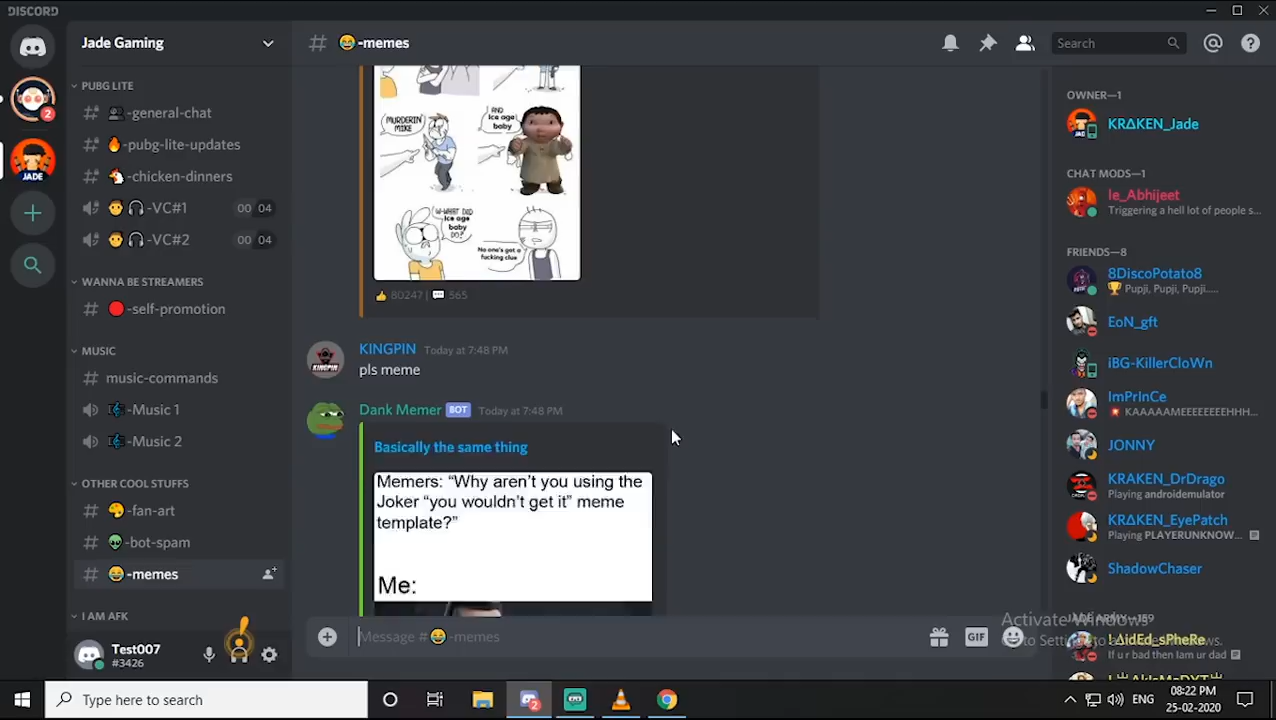 DISCORD
Jade Gaming
# 😂-memes
Search
PUBG LITE
-general-chat
-pubg-lite-updates
-chicken-dinners
-VC#1 00 04
-VC#2 00 04
WANNA BE STREAMERS
-self-promotion
MUSIC
music-commands
-Music 1
-Music 2
OTHER COOL STUFFS
-fan-art
-bot-spam
-memes
I AM AFK
Test007
#3426
JADE
2
MURDERIN'
MIKE
AND
Ice age
baby
W-WHAT DID
Ice age
baby
DO?
No one's got a
fucking clue
80247 | 565
KINGPIN Today at 7:48 PM
pls meme
Dank Memer BOT Today at 7:48 PM
Basically the same thing
Memers: “Why aren’t you using the
Joker “you wouldn’t get it” meme
template?”
Me:
Message # 😂 -memes
GIF
OWNER—1
KRΔKEN_Jade
CHAT MODS—1
Ie_Abhijeet
Triggering a hell lot of people s...
FRIENDS—8
8DiscoPotato8
Pupji, Pupji, Pupji.....
EoN_gft
iBG-KillerCloWn
ImPrInCe
KAAAAAMEEEEEEEHHH...
JONNY
KRAKEN_DrDrago
Playing androidemulator
KRΔKEN_EyePatch
Playing PLAYERUNKNOW...
ShadowChaser
Activate Windows
If u r bad then Iam ur dad
Type here to search
2
ENG
08:22 PM
25-02-2020